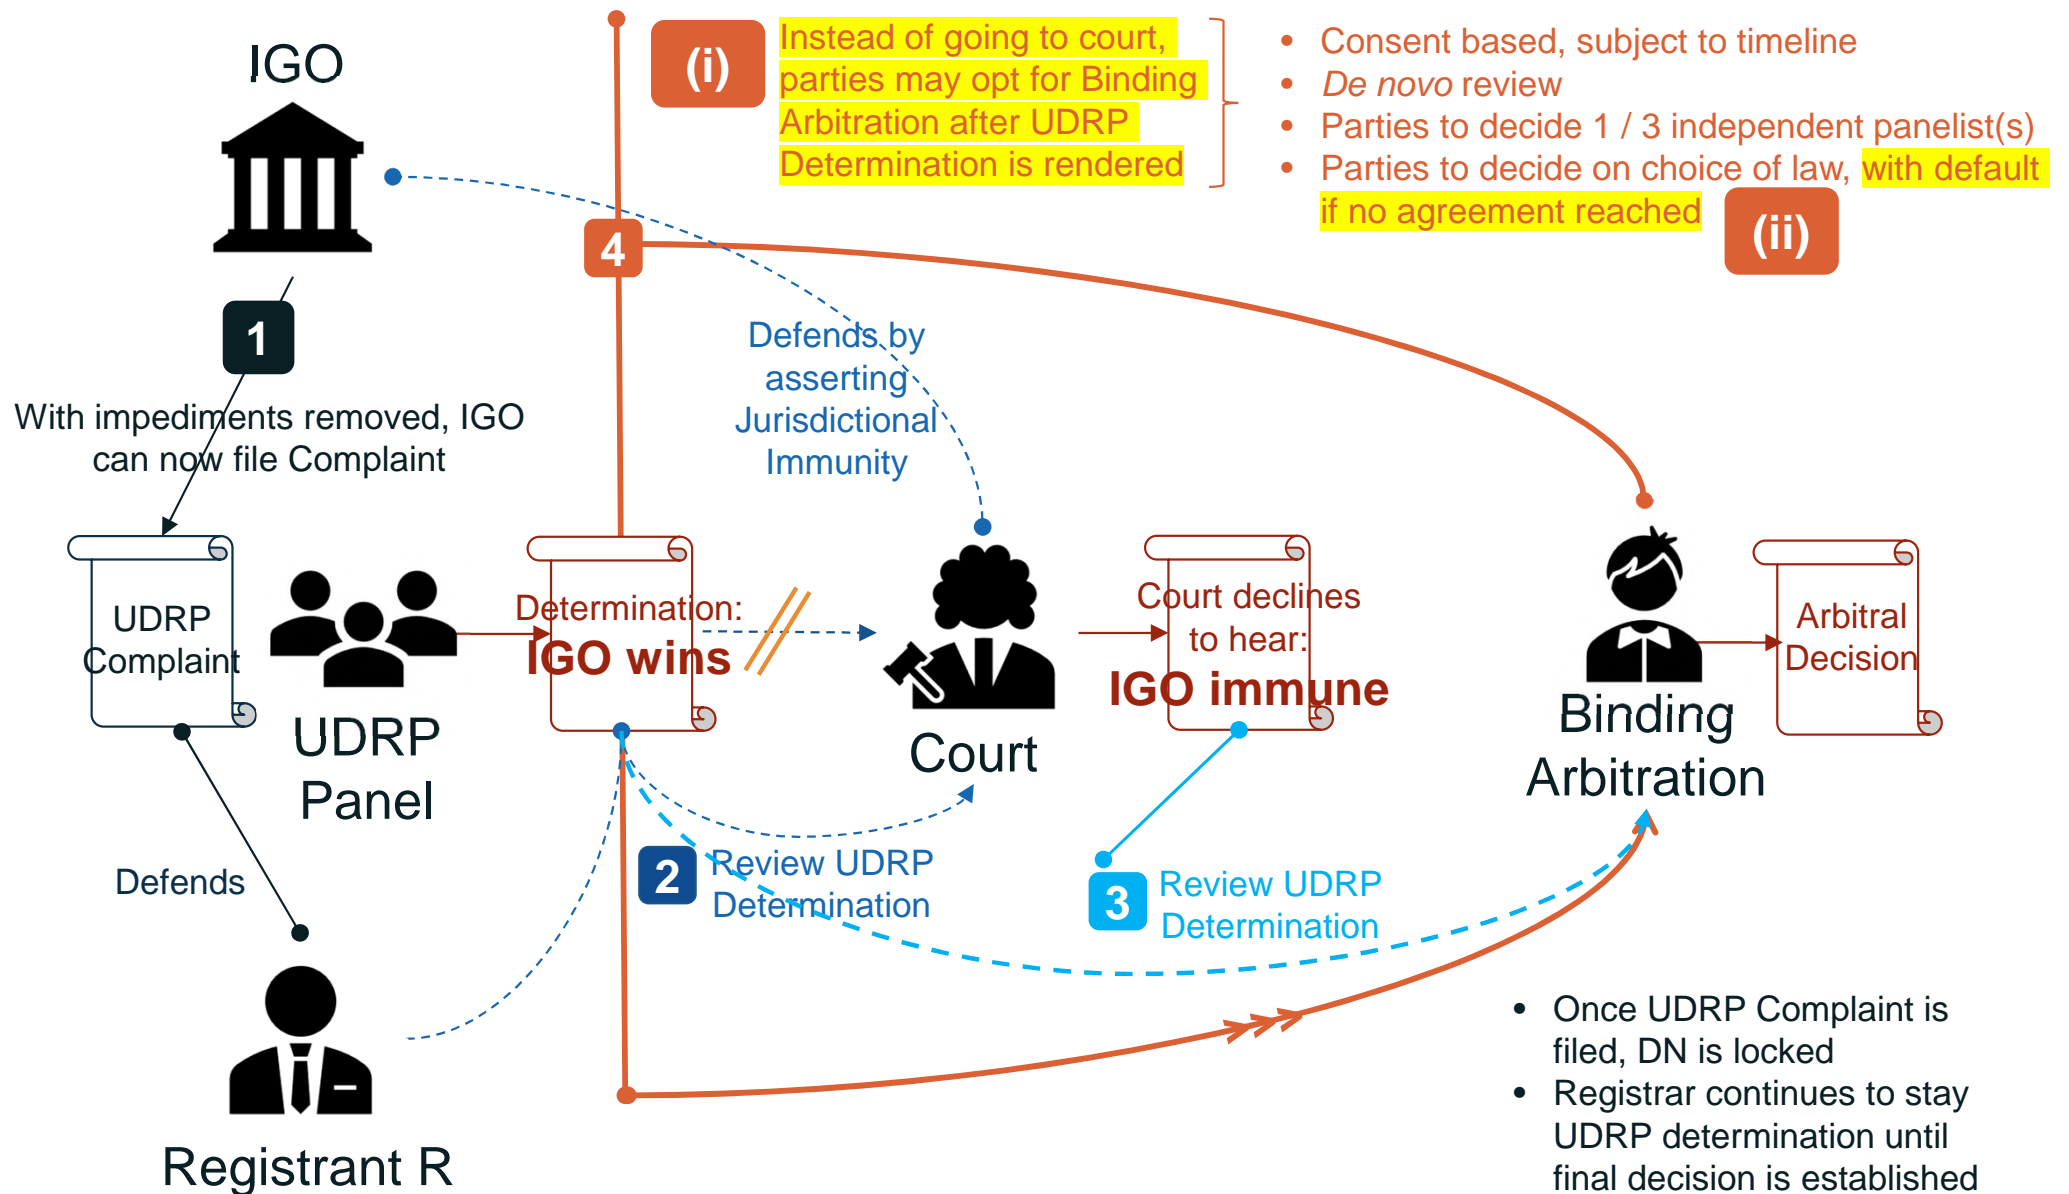 IGO
(i)
Instead of going to court,
parties may opt for Binding
Arbitration after UDRP
Determination is rendered
• Consent based, subject to timeline
• De novo review
• Parties to decide 1 / 3 independent panelist(s)
• Parties to decide on choice of law, with default
if no agreement reached
(ii)
4
1
With impediments removed, IGO
can now file Complaint
Defends by
asserting
Jurisdictional
Immunity
UDRP
Complaint
UDRP
Panel
Determination:
IGO wins
Court
Court declines
to hear:
IGO immune
Binding
Arbitration
Arbitral
Decision
Defends
2
Review UDRP
Determination
3
Review UDRP
Determination
Registrant R
• Once UDRP Complaint is
filed, DN is locked
• Registrar continues to stay
UDRP determination until
final decision is established